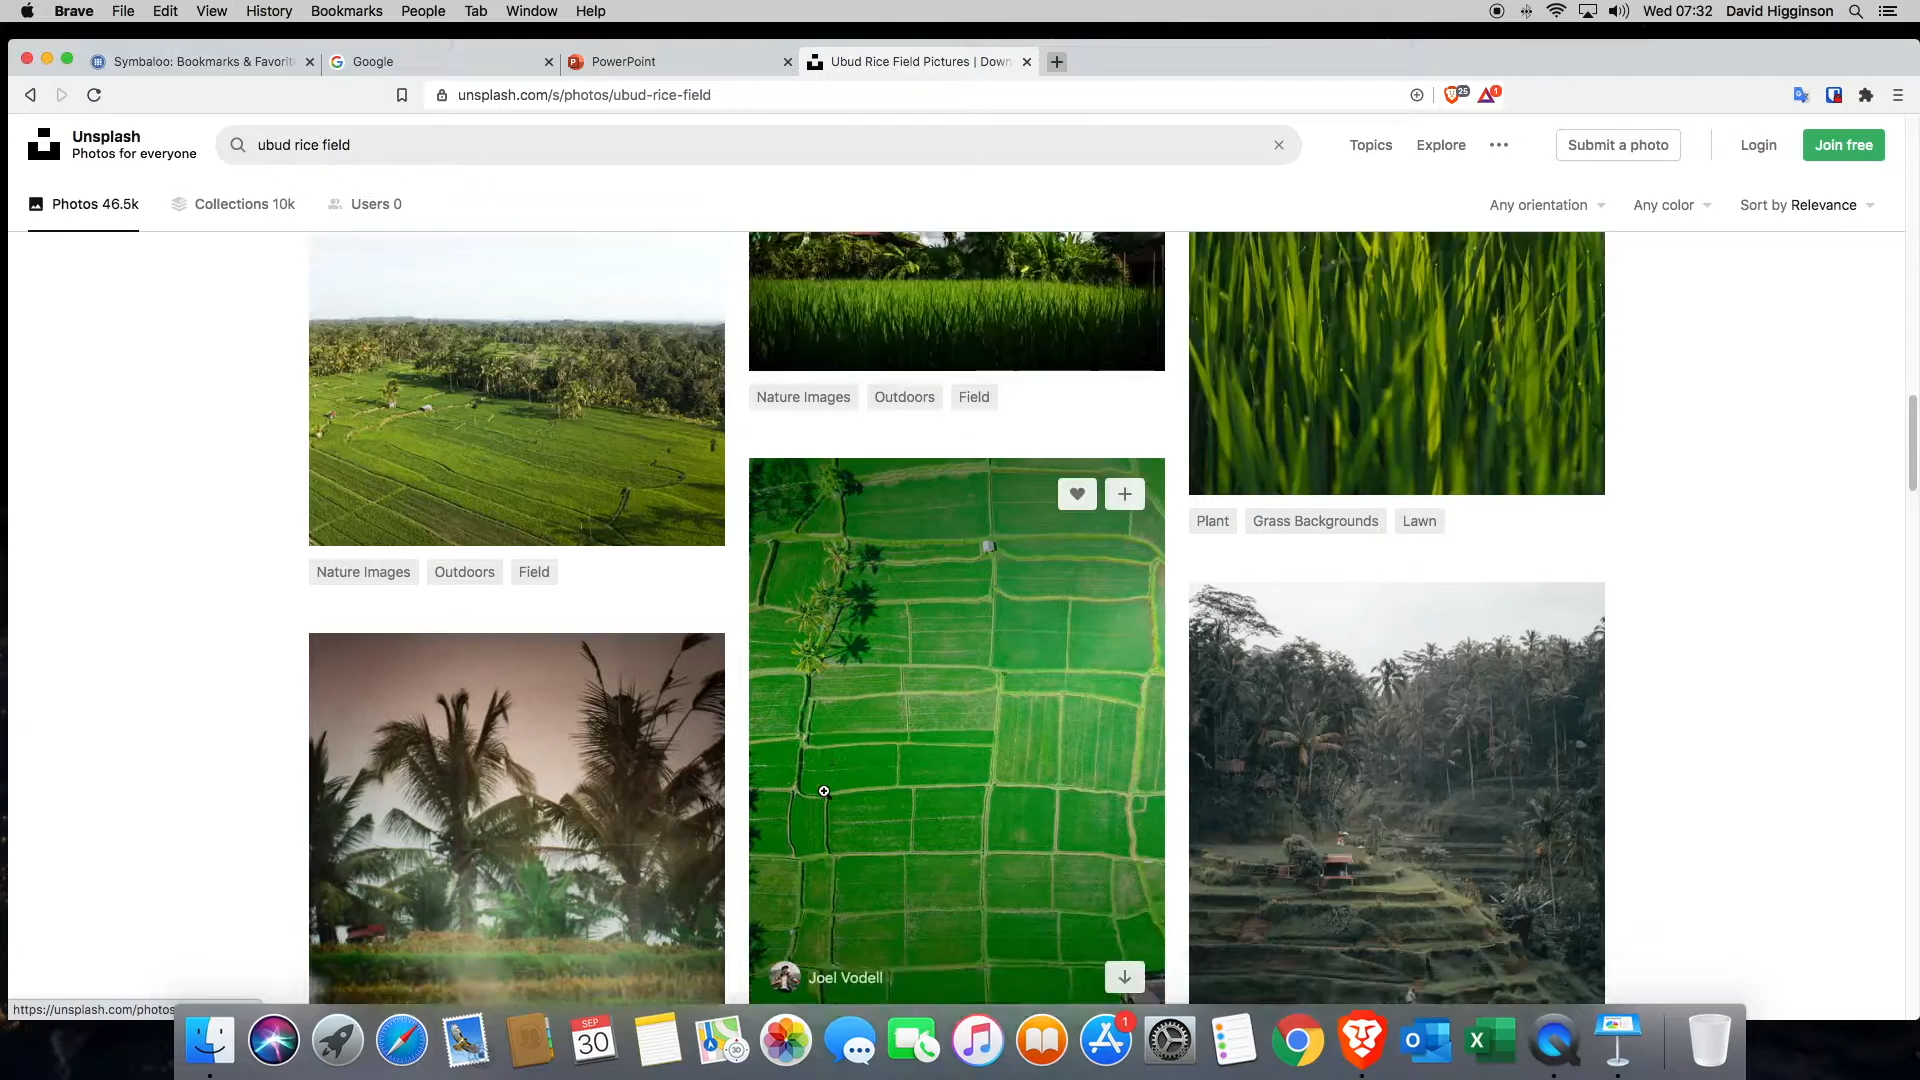 Brave File Edit View History Bookmarks People Tab Window Help
Wed 07:32 David Higginson
Symbaloo: Bookmarks & Favorit
Google
PowerPoint
Ubud Rice Field Pictures | Down
unsplash.com/s/photos/ubud-rice-field
25
1
Unsplash
Photos for everyone
ubud rice field
Topics
Explore
Submit a photo
Login
Join free
Photos 46.5k
Collections 10k
Users 0
Any orientation
Any color
Sort by Relevance
Nature Images Outdoors Field
Plant Grass Backgrounds Lawn
Nature Images Outdoors Field
Joel Vodell
https://unsplash.com/photos
SEP
30
3D
1